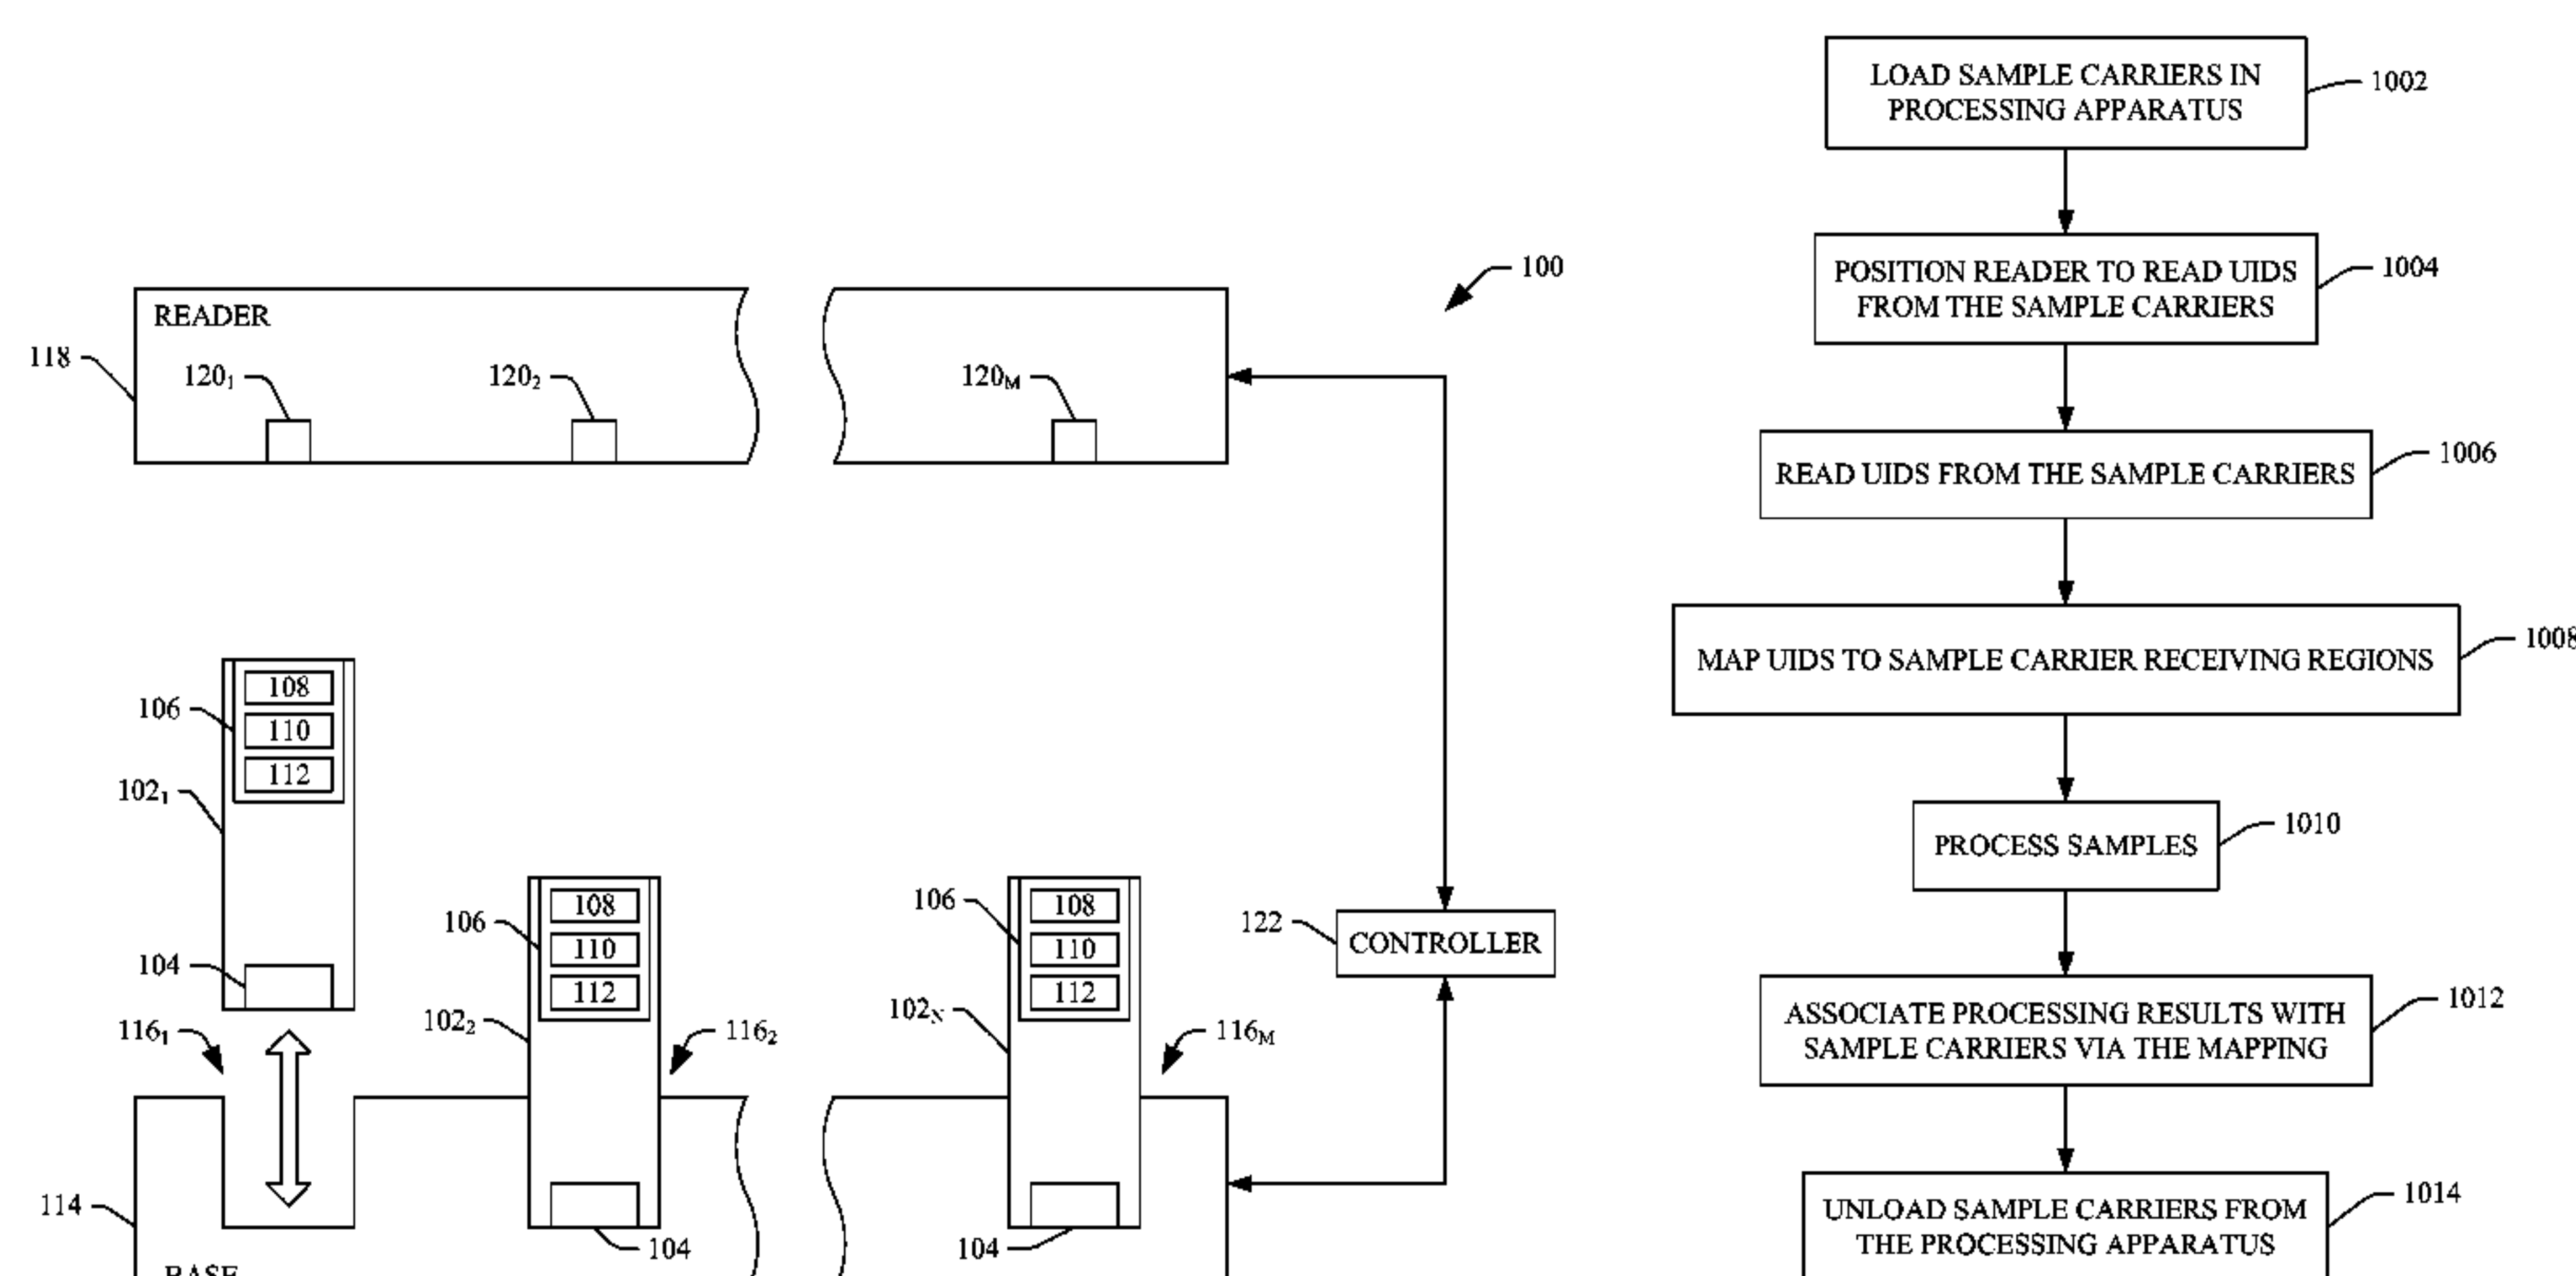 100
READER
118
120₁
120₂
120M
106
108
110
112
102₁
104
116₁
106
108
110
112
102₂
116₂
106
108
110
112
102N
116M
122
CONTROLLER
114
104
104
BASE
LOAD SAMPLE CARRIERS IN
PROCESSING APPARATUS
1002
POSITION READER TO READ UIDS
FROM THE SAMPLE CARRIERS
1004
READ UIDS FROM THE SAMPLE CARRIERS
1006
MAP UIDS TO SAMPLE CARRIER RECEIVING REGIONS
1008
PROCESS SAMPLES
1010
ASSOCIATE PROCESSING RESULTS WITH
SAMPLE CARRIERS VIA THE MAPPING
1012
UNLOAD SAMPLE CARRIERS FROM
THE PROCESSING APPARATUS
1014